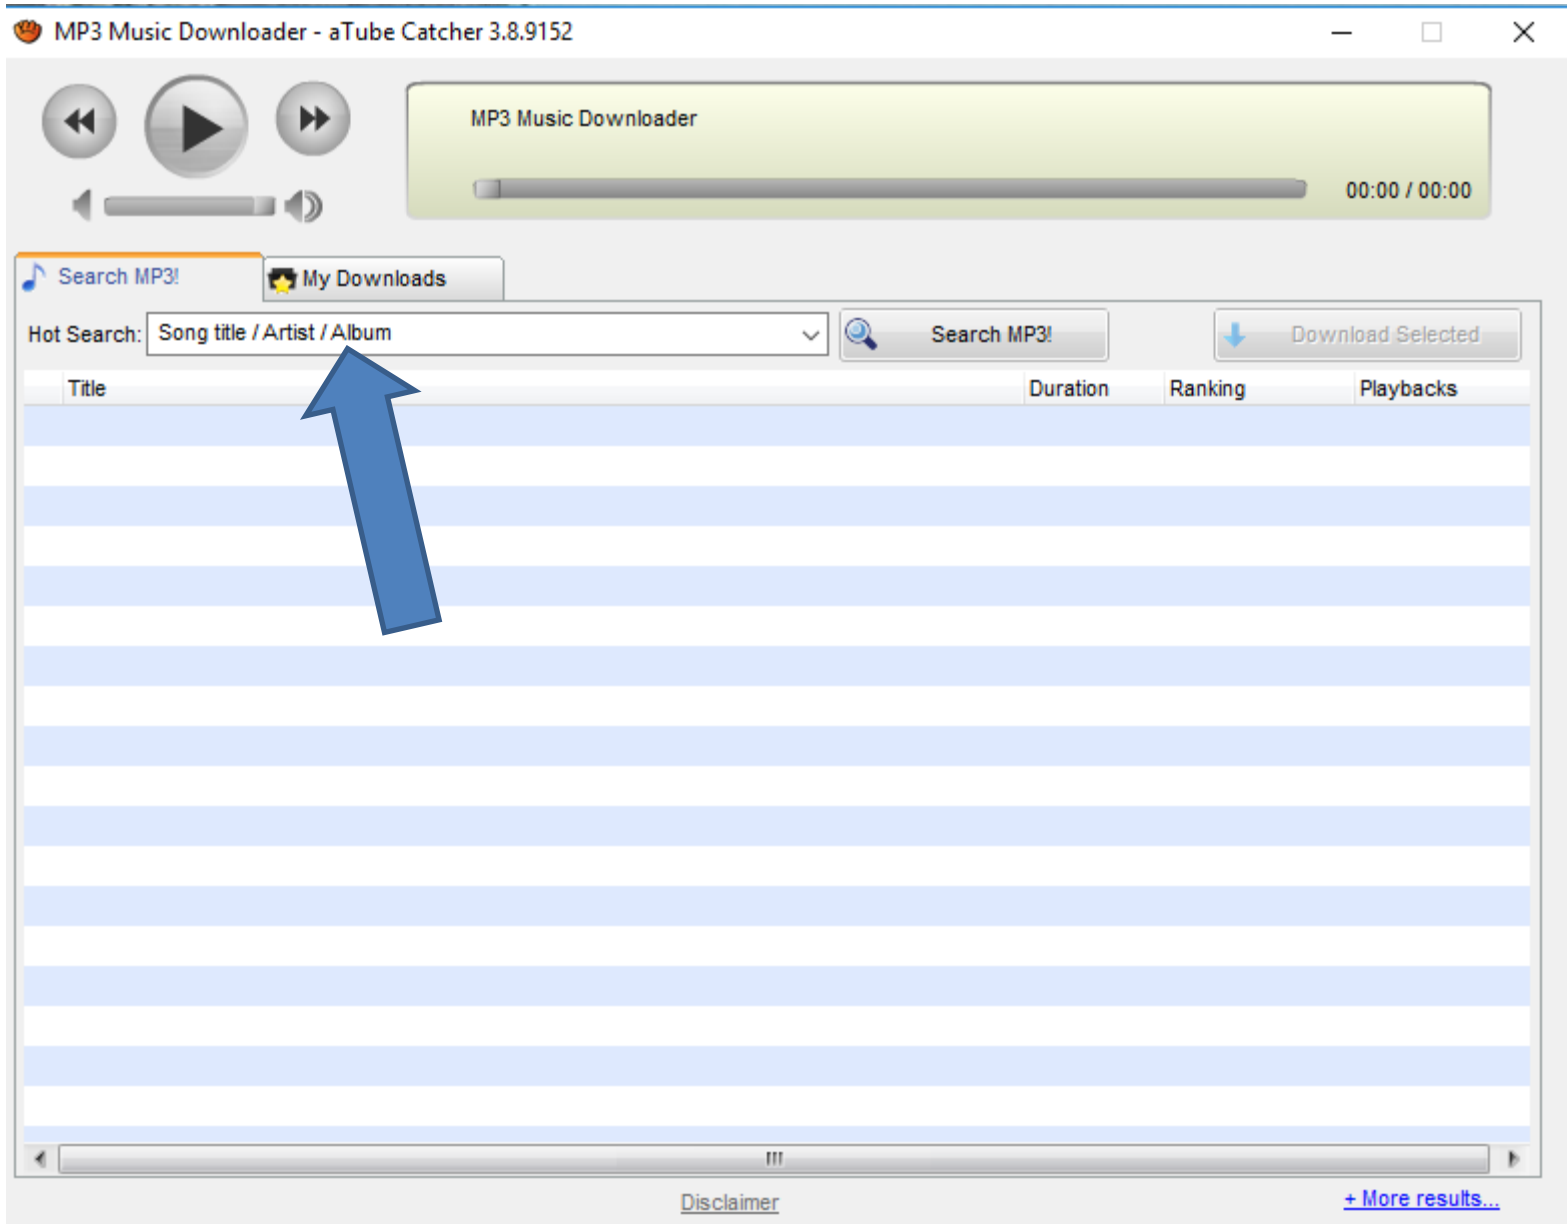 MP3 Music Downloader - aTube Catcher 3.8.9152
MP3 Music Downloader
00:00 / 00:00
Search MP3!
My Downloads
Hot Search: Song title / Artist / Album
Search MP3!
Download Selected
Title Duration Ranking Playbacks
Disclaimer
+ More results...